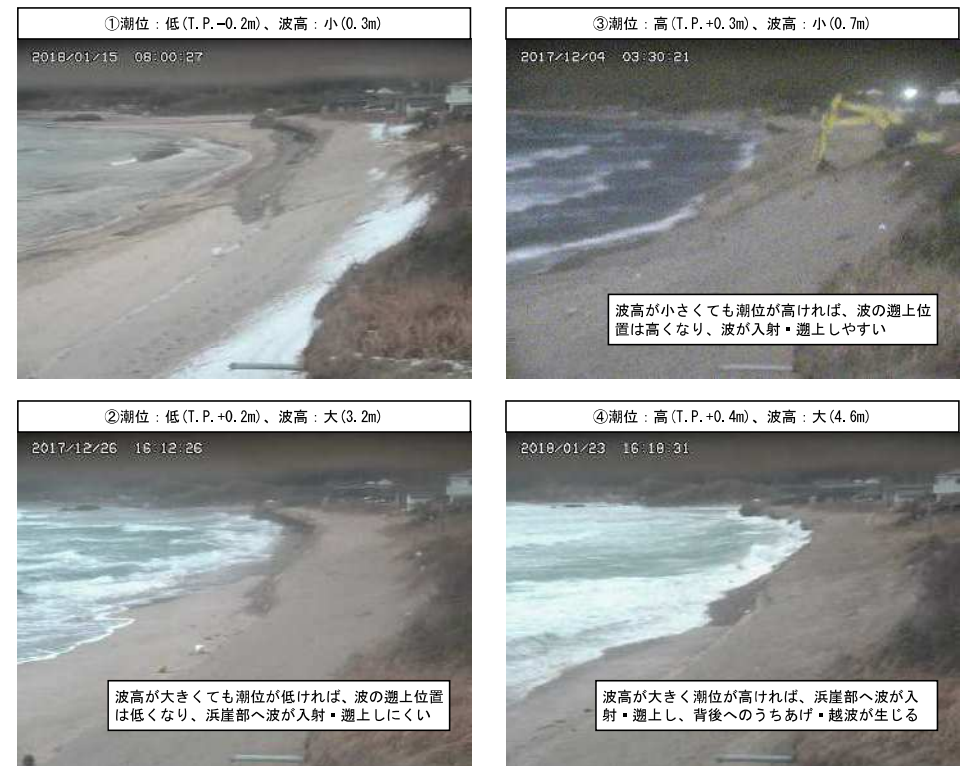 ①潮位：低(T.P.−0.2m)、波高：小(0.3m)
2018/01/15 08:00:27
③潮位：高(T.P.+0.3m)、波高：小(0.7m)
2017/12/04 03:30:21
波高が小さくても潮位が高ければ、波の遡上位
置は高くなり、波が入射・遡上しやすい
②潮位：低(T.P.+0.2m)、波高：大(3.2m)
2017/12/26 16:12:26
波高が大きくても潮位が低ければ、波の遡上位置
は低くなり、浜崖部へ波が入射・遡上しにくい
④潮位：高(T.P.+0.4m)、波高：大(4.6m)
2018/01/23 16:18:31
波高が大きく潮位が高ければ、浜崖部へ波が入
射・遡上し、背後へのうちあげ・越波が生じる